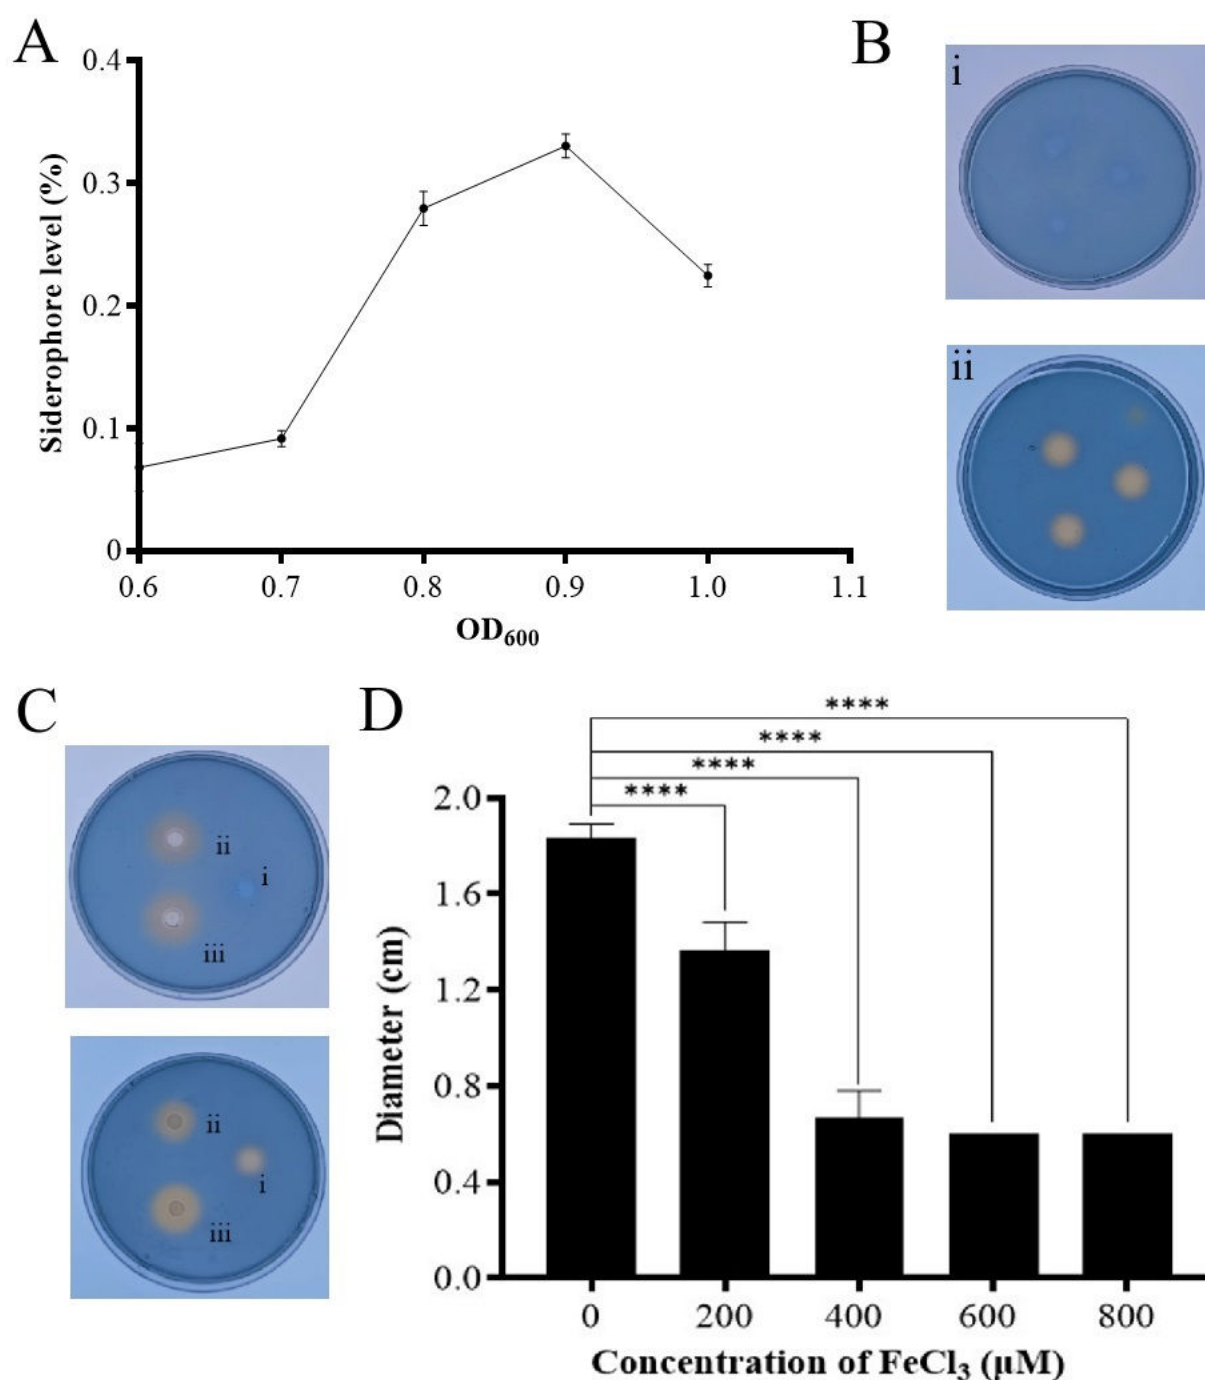 A
Siderophore level (%)
0.4
0.3
0.2
0.1
0
0.6 0.7 0.8 0.9 1.0 1.1
OD₆₀₀
B
i
ii
C
ii
i
iii
ii
i
iii
D
****
****
****
****
Diameter (cm)
2.0
1.6
1.2
0.8
0.4
0.0
0 200 400 600 800
Concentration of FeCl₃ (μM)